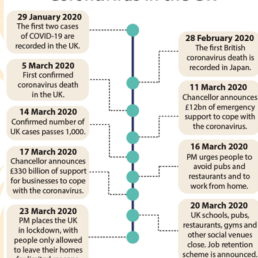 29 January 2020
The first two cases
of COVID-19 are
recorded in the UK.
28 February 2020
The first British
coronavirus death is
recorded in Japan.
5 March 2020
First confirmed
coronavirus death
in the UK.
11 March 2020
Chancellor announces
£12bn of emergency
support to cope with
the coronavirus.
14 March 2020
Confirmed number of
UK cases passes 1,000.
16 March 2020
PM urges people to
avoid pubs and
restaurants and to
work from home.
17 March 2020
Chancellor announces
£330 billion of support
for businesses to cope
with the coronavirus.
20 March 2020
UK schools, pubs,
restaurants, gyms and
other social venues
close. Job retention
scheme is announced.
23 March 2020
PM places the UK
in lockdown, with
people only allowed
to leave their homes